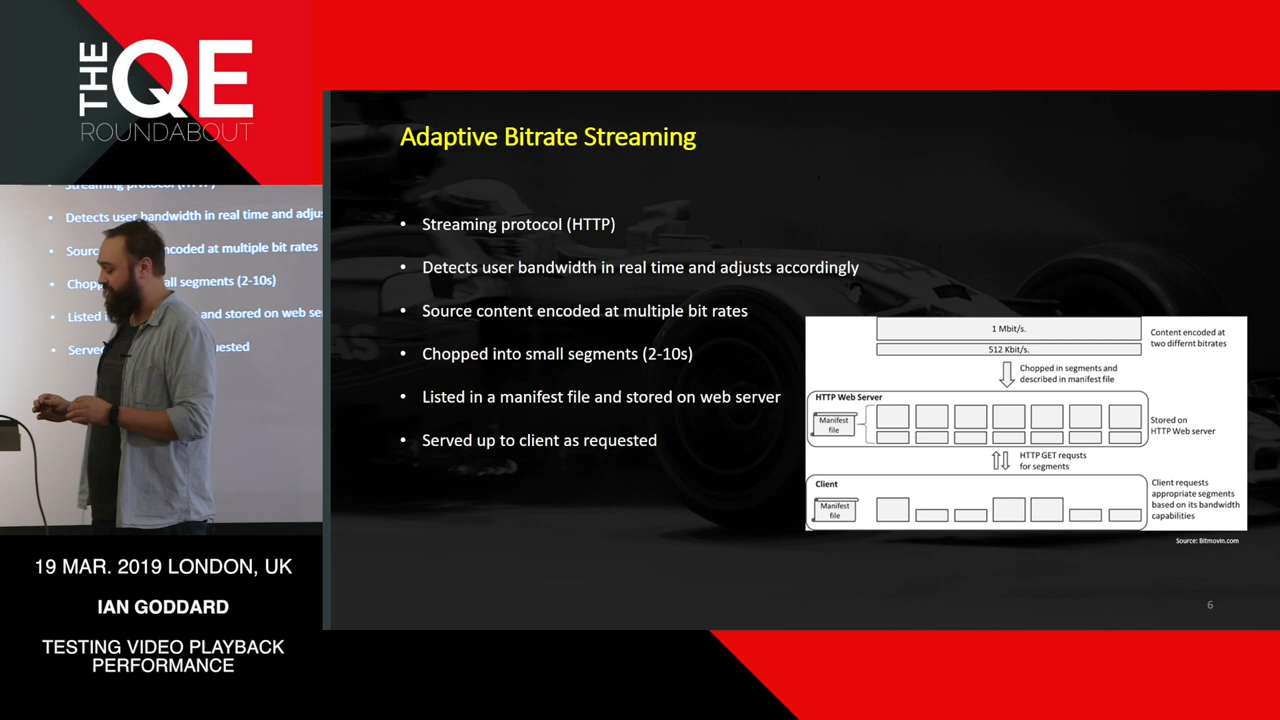 THE
QE
ROUNDABOUT
Streaming protocol (HTTP)
• Detects user bandwidth in real time and adjus
• Sourc ncoded at multiple bit rates
• Chopp all segments (2-10s)
• Listed and stored on web se
• Served uested
19 MAR. 2019 LONDON, UK
IAN GODDARD
TESTING VIDEO PLAYBACK
PERFORMANCE
Adaptive Bitrate Streaming
• Streaming protocol (HTTP)
• Detects user bandwidth in real time and adjusts accordingly
• Source content encoded at multiple bit rates
• Chopped into small segments (2-10s)
• Listed in a manifest file and stored on web server
• Served up to client as requested
1 Mbit/s.
512 Kbit/s.
Content encoded at
two differnt bitrates
Chopped in segments and
described in manifest file
HTTP Web Server
Manifest
file
Stored on
HTTP Web server
HTTP GET requsts
for segments
Client
Manifest
file
Client requests
appropriate segments
based on its bandwidth
capabilities
Source: Bitmovin.com
6